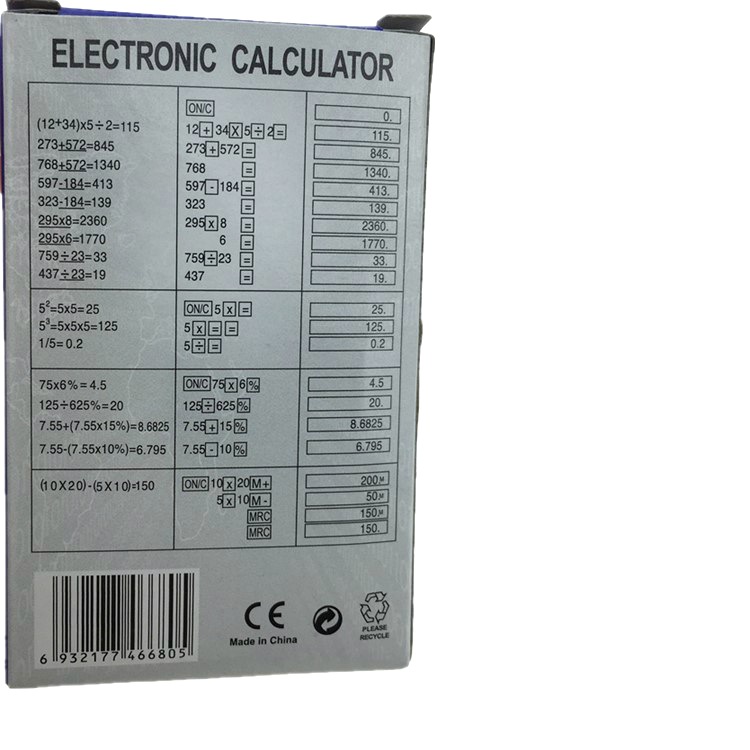 ELECTRONIC CALCULATOR
ON/C 0.
(12+34)x5÷2=115 12+34X5÷2= 115.
273+572=845 273+572= 845.
768+572=1340 768 = 1340.
597-184=413 597-184= 413.
323-184=139 323 = 139.
295x8=2360 295x8 = 2360.
295x6=1770 6 = 1770.
759÷23=33 759÷23 = 33.
437÷23=19 437 = 19.
5²=5x5=25 ON/C 5 x = 25.
5³=5x5x5=125 5 x = = 125.
1/5=0.2 5 ÷ = 0.2
75x6%=4.5 ON/C 75 x 6 % 4.5
125÷625%=20 125÷625% 20.
7.55+(7.55x15%)=8.6825 7.55+15% 8.6825
7.55-(7.55x10%)=6.795 7.55-10% 6.795
(10X20)-(5X10)=150 ON/C 10 x 20 M+ 200M
5 x 10 M- 50M
MRC 150M
MRC 150.
CE
Made in China
PLEASE
RECYCLE
6 932177 466805